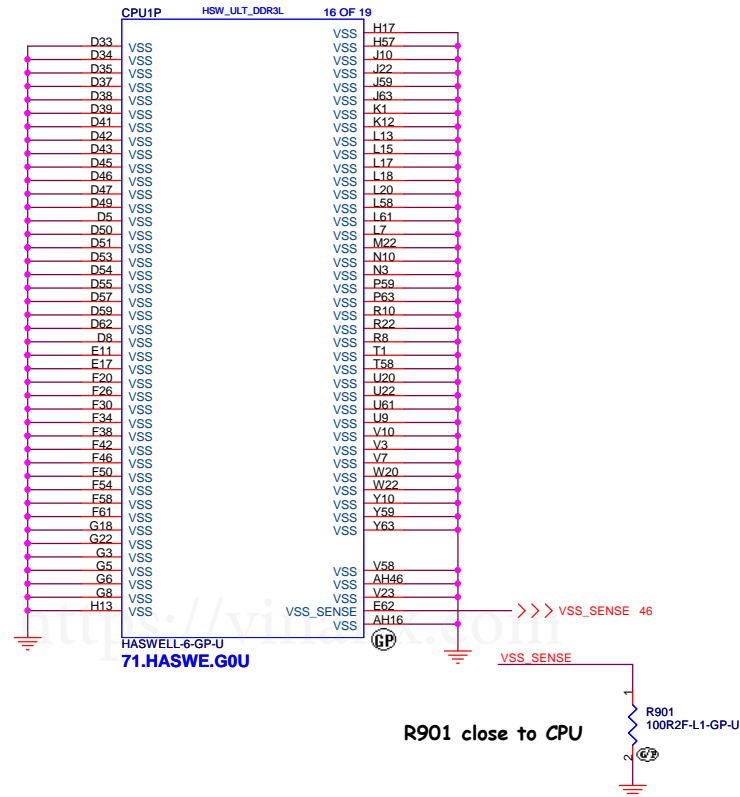 CPU1P HSW_ULT_DDR3L 16 OF 19
VSS H17
D33 VSS VSS H57
D34 VSS VSS J10
D35 VSS VSS J22
D37 VSS VSS J59
D38 VSS VSS J63
D39 VSS VSS K1
D41 VSS VSS K12
D42 VSS VSS L13
D43 VSS VSS L15
D45 VSS VSS L17
D46 VSS VSS L18
D47 VSS VSS L20
D49 VSS VSS L58
D5 VSS VSS L61
D50 VSS VSS L7
D51 VSS VSS M22
D53 VSS VSS N10
D54 VSS VSS N3
D55 VSS VSS P59
D57 VSS VSS P63
D59 VSS VSS R10
D62 VSS VSS R22
D8 VSS VSS R8
E11 VSS VSS T1
E17 VSS VSS T58
F20 VSS VSS U20
F26 VSS VSS U22
F30 VSS VSS U61
F34 VSS VSS U9
F38 VSS VSS V10
F42 VSS VSS V3
F46 VSS VSS V7
F50 VSS VSS W20
F54 VSS VSS W22
F58 VSS VSS Y10
F61 VSS VSS Y59
G18 VSS VSS Y63
G22 VSS
G3 VSS
G5 VSS VSS V58
G6 VSS VSS AH46
G8 VSS VSS V23
H13 VSS VSS_SENSE E62 VSS_SENSE 46
VSS AH16
HASWELL-6-GP-U GP
71.HASWE.G0U
VSS_SENSE
1
R901
100R2F-L1-GP-U
R901 close to CPU
2 G/P